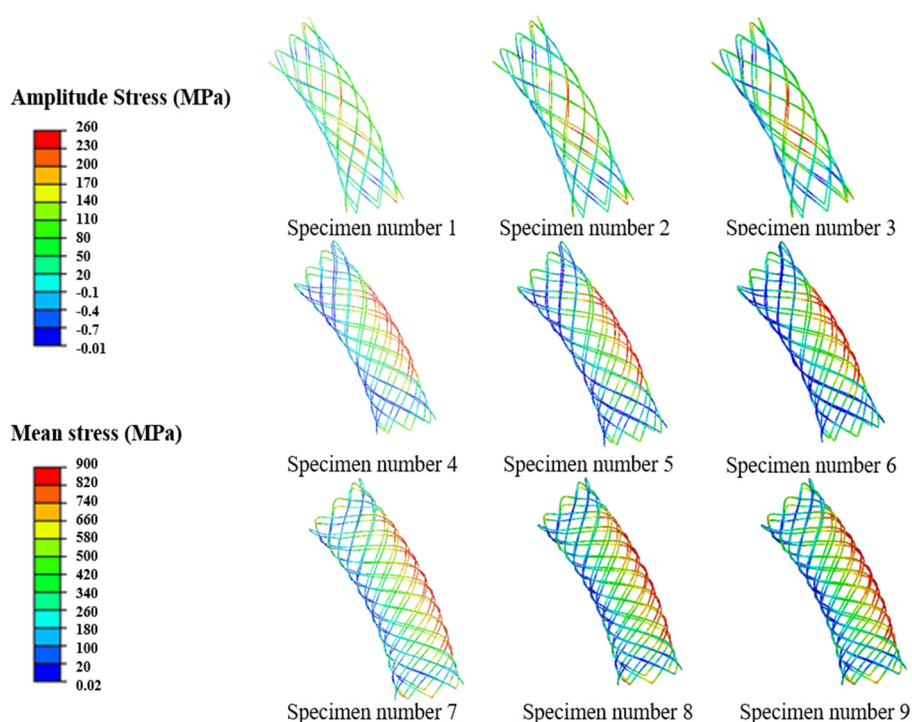 Amplitude Stress (MPa)
260
230
200
170
140
110
80
50
20
-0.1
-0.4
-0.7
-0.01
Mean stress (MPa)
900
820
740
660
580
500
420
340
260
180
100
20
0.02
Specimen number 1
Specimen number 2
Specimen number 3
Specimen number 4
Specimen number 5
Specimen number 6
Specimen number 7
Specimen number 8
Specimen number 9